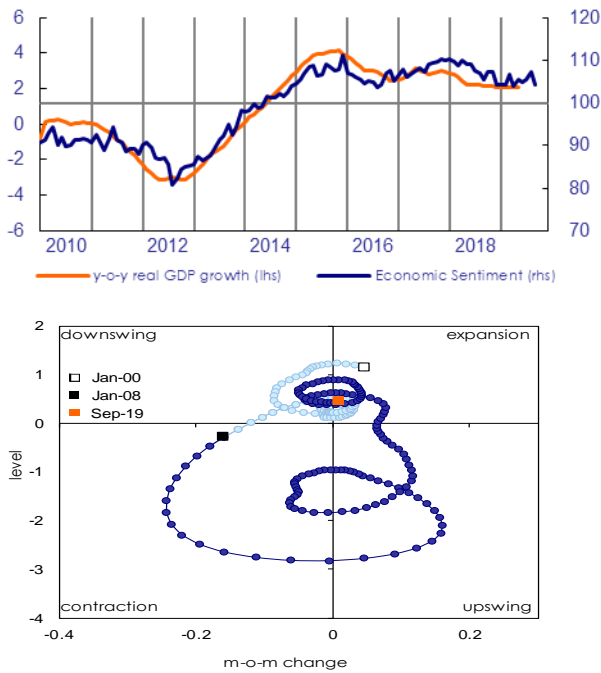 6 120
4 110
2 100
0 90
-2
-4 80
-6 70
2010 2012 2014 2016 2018
y-o-y real GDP growth (lhs) Economic Sentiment (rhs)
2
downswing expansion
1
Jan-00
Jan-08
Sep-19
0
level
-1
-2
-3
contraction upswing
-4
-0.4 -0.2 0 0.2
m-o-m change